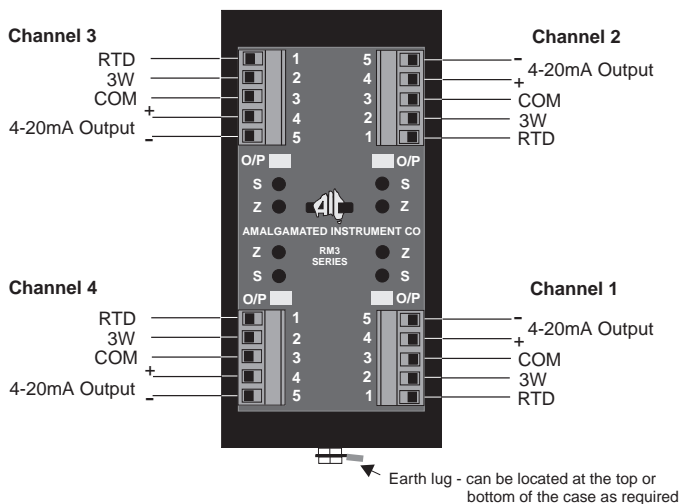 Channel 3
RTD
3W
COM
+
4-20mA Output
-
1
2
3
4
5
Channel 2
5
4
3
2
1
-
4-20mA Output
+
COM
3W
RTD
O/P
O/P
S
S
Z
Z
AIC
AMALGAMATED INSTRUMENT CO
Z
RM3
SERIES
Z
S
S
O/P
O/P
Channel 4
RTD
3W
COM
+
4-20mA Output
-
1
2
3
4
5
Channel 1
5
4
3
2
1
-
4-20mA Output
+
COM
3W
RTD
Earth lug - can be located at the top or
bottom of the case as required